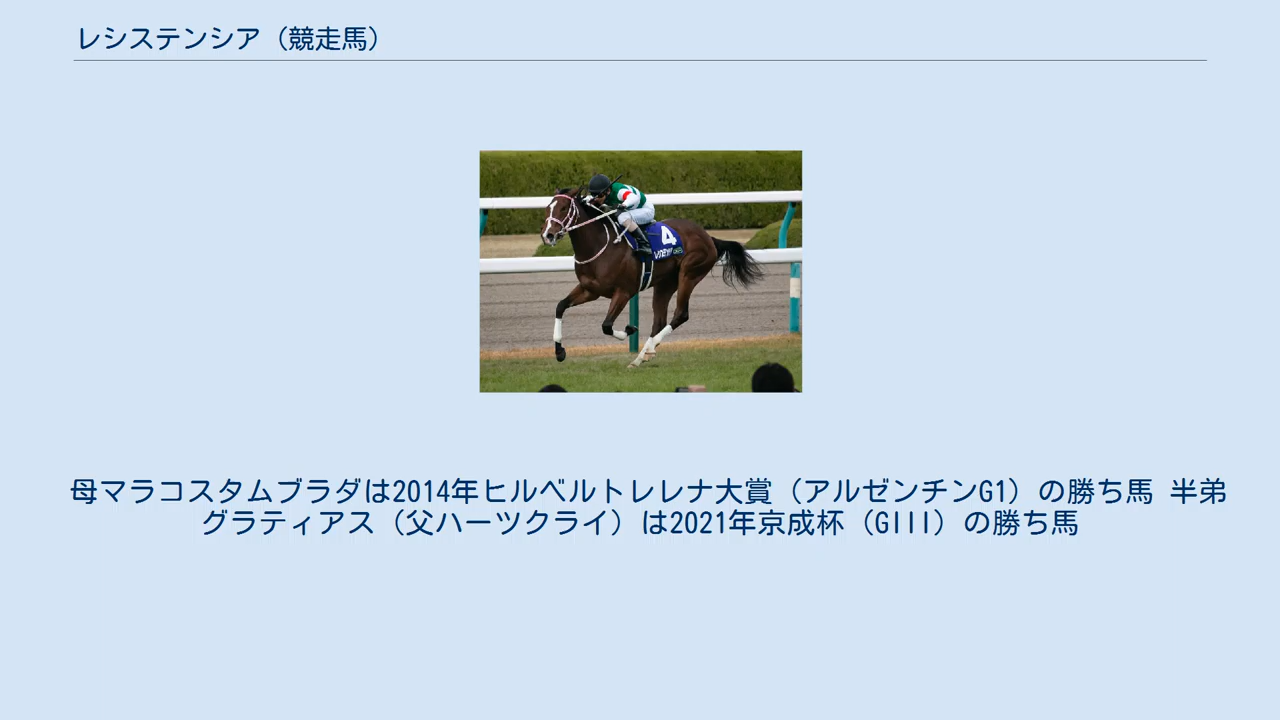 レシステンシア（競走馬）
4
母マラコスタムブラダは2014年ヒルベルトレレナ大賞（アルゼンチンG1）の勝ち馬 半弟
グラティアス（父ハーツクライ）は2021年京成杯（GIII）の勝ち馬